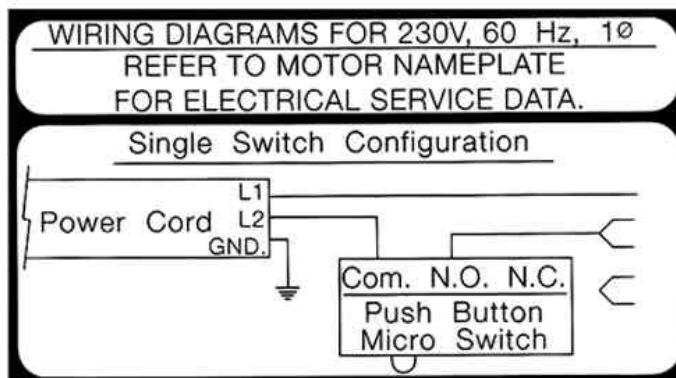 WIRING DIAGRAMS FOR 230V, 60 Hz, 1Ø
REFER TO MOTOR NAMEPLATE
FOR ELECTRICAL SERVICE DATA.
Single Switch Configuration
L1
Power Cord L2
GND.
Com. N.O. N.C.
Push Button
Micro Switch